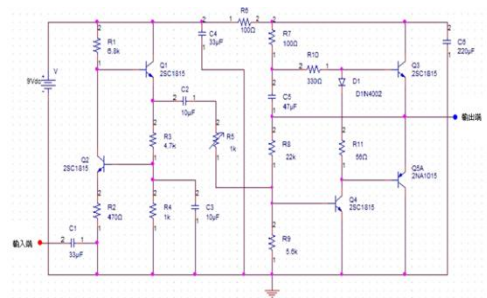 R6
100Ω
R1
5.8k
C4
33μF
R7
100Ω
C6
220μF
V
9Vdc
Q1
2SC1815
R10
330Ω
Q3
2SC1815
D1
D1N4002
C2
10μF
C5
47μF
输出端
R3
4.7k
R5
1k
R8
22k
R11
56Ω
Q2
2SC1815
Q5A
2NA1015
R2
470Ω
R4
1k
C3
10μF
Q4
2SC1815
C1
33μF
输入端
R9
5.6k